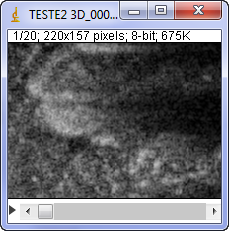 TESTE2 3D_000...
1/20; 220x157 pixels; 8-bit; 675K